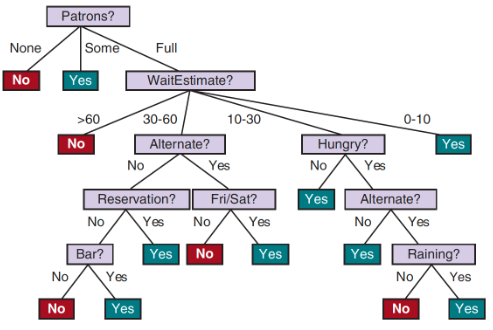 Patrons?
None Some Full
No Yes WaitEstimate?
>60 30-60 10-30 0-10
No Alternate? Hungry? Yes
No Yes No Yes
Reservation? Fri/Sat? Yes Alternate?
No Yes No Yes No Yes
Bar? Yes No Yes Yes Raining?
No Yes No Yes
No Yes No Yes